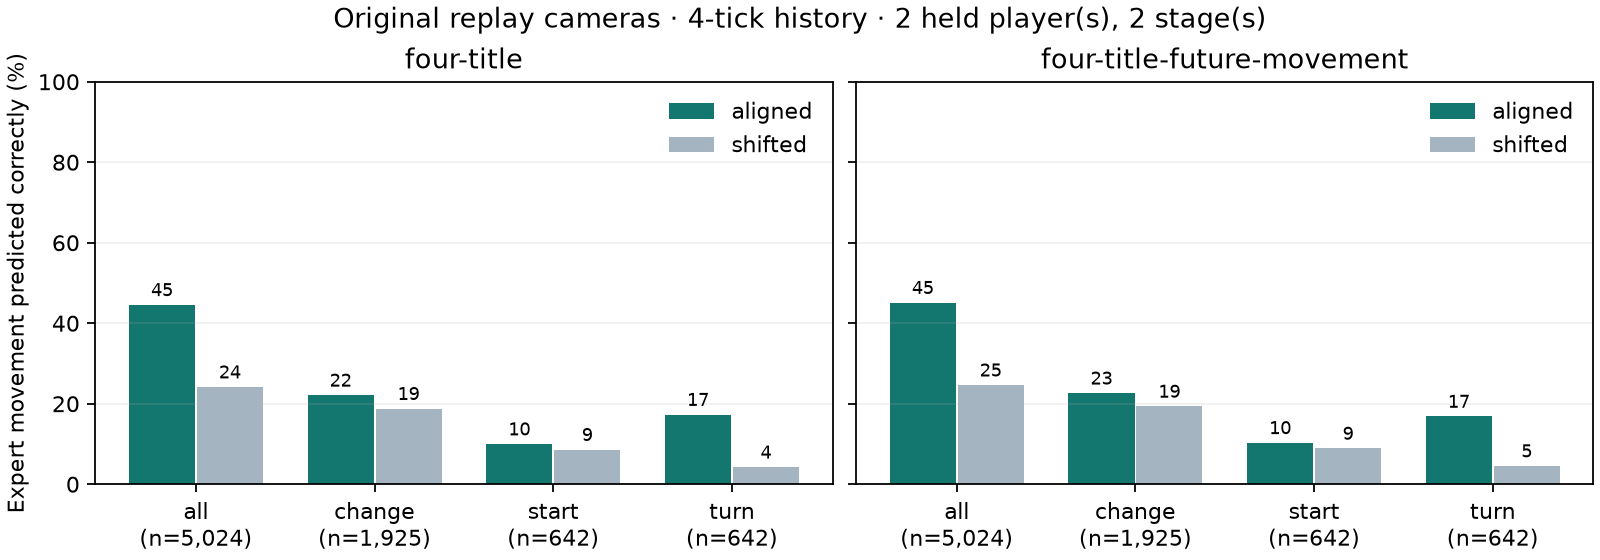 Original replay cameras · 4-tick history · 2 held player(s), 2 stage(s)
four-title
Expert movement predicted correctly (%)
100
80
60
40
20
0
aligned
shifted
45
24
22
19
10
9
17
4
all
(n=5,024)
change
(n=1,925)
start
(n=642)
turn
(n=642)
four-title-future-movement
aligned
shifted
45
25
23
19
10
9
17
5
all
(n=5,024)
change
(n=1,925)
start
(n=642)
turn
(n=642)